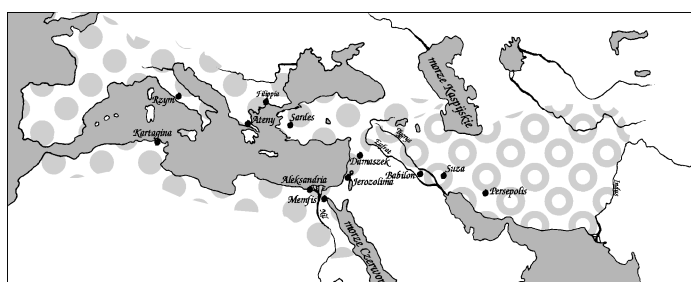 morze Kaspijskie
Filippia
Rzym
Ateny
Sardes
Kartagina
Tygrys
Eufrat
Damaszek
Suza
Babilon
Aleksandria
Jerozolima
Persepolis
Memfis
Nil
Indus
morze Czerwon